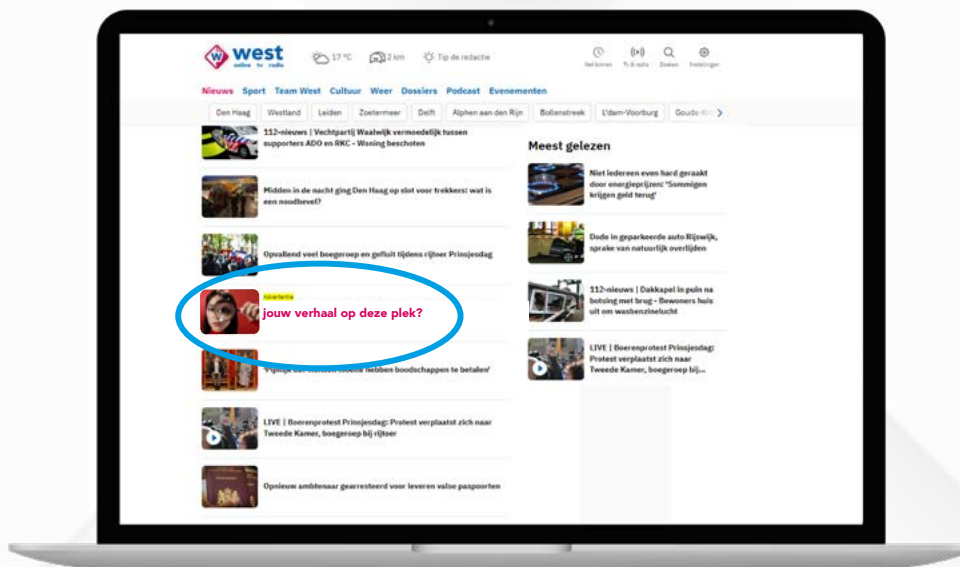 west
online tv radio
17 °C
2 km
Tip de redactie
Net binnen
Tv & radio
Zoeken
Instellingen
Nieuws Sport Team West Cultuur Weer Dossiers Podcast Evenementen
Den Haag Westland Leiden Zoetermeer Delft Alphen aan den Rijn Bollenstreek L'dam-Voorburg
112-nieuws | Vechtpartij Waalwijk vermoedelijk tussen
supporters ADO en RKC - Woning beschoten
Midden in de nacht ging Den Haag op slot voor trekkers: wat is
een noodbevel?
Opvallend veel boegeroep en gefluit tijdens rijtoer Prinsjesdag
Advertentie
jouw verhaal op deze plek?
hebben boodschappen te betalen'
LIVE | Boerenprotest Prinsjesdag: Protest verplaatst zich naar
Tweede Kamer, boegeroep bij rijtoer
Opnieuw ambtenaar gearresteerd voor leveren valse paspoorten
Meest gelezen
Niet iedereen even hard geraakt
door energieprijzen: 'Sommigen
krijgen geld terug'
Dode in geparkeerde auto Rijswijk,
sprake van natuurlijk overlijden
112-nieuws | Dakkapel in puin na
botsing met brug - Bewoners huis
uit om wasbenzinelucht
LIVE | Boerenprotest Prinsjesdag:
Protest verplaatst zich naar
Tweede Kamer, boegeroep bij...